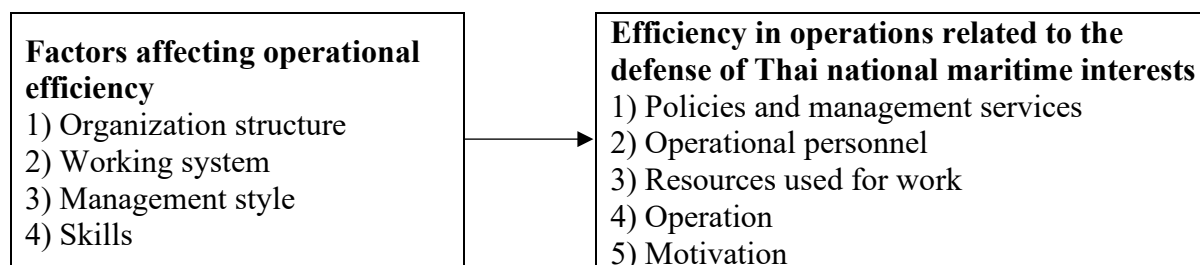 Factors affecting operational
efficiency
1) Organization structure
2) Working system
3) Management style
4) Skills
Efficiency in operations related to the
defense of Thai national maritime interests
1) Policies and management services
2) Operational personnel
3) Resources used for work
4) Operation
5) Motivation